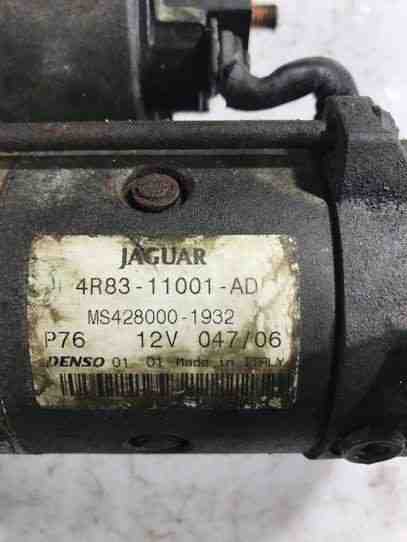 JAGUAR
4R83-11001-AD
MS428000-1932
P76 12V 047/06
DENSO 01 01 Made in ITALY